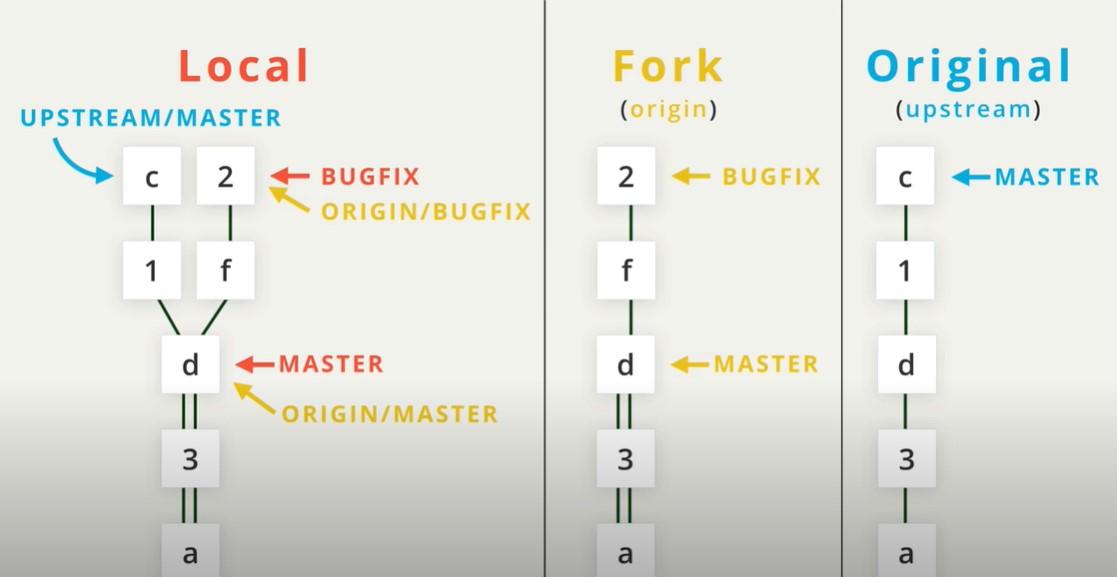 Local
UPSTREAM/MASTER
c 2
BUGFIX
ORIGIN/BUGFIX
1 f
d
MASTER
ORIGIN/MASTER
3
a
Fork
(origin)
2
BUGFIX
f
d
MASTER
3
a
Original
(upstream)
c
MASTER
1
d
3
a